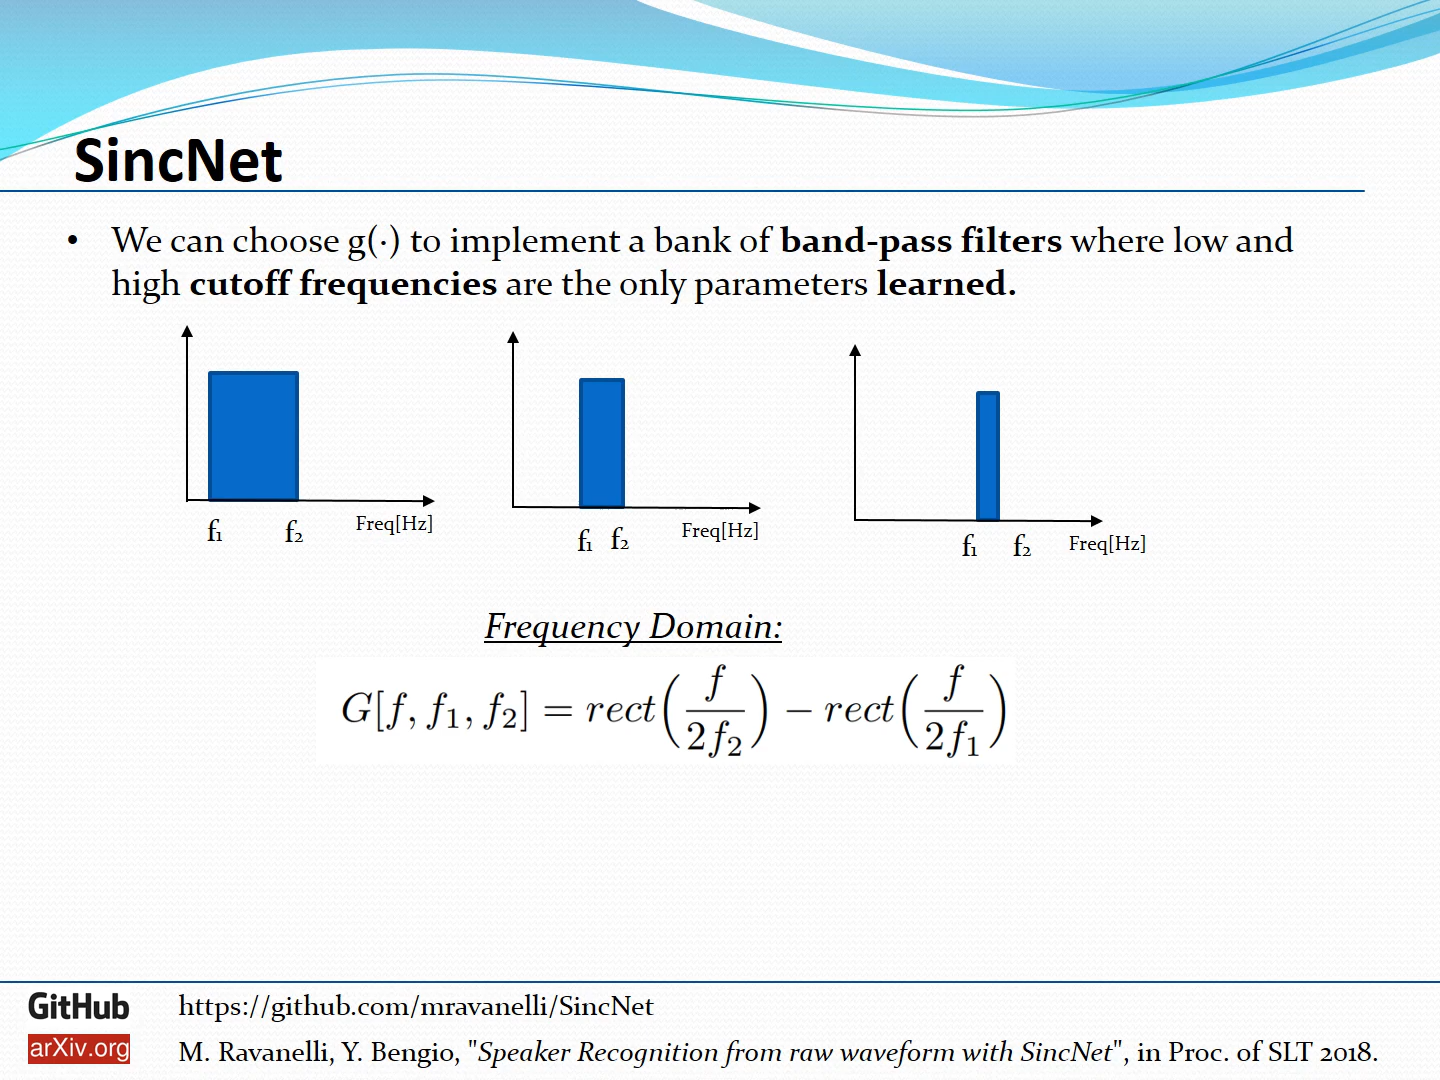 SincNet
• We can choose g(·) to implement a bank of band-pass filters where low and
high cutoff frequencies are the only parameters learned.
f₁ f₂ Freq[Hz]
f₁ f₂ Freq[Hz]
f₁ f₂ Freq[Hz]
Frequency Domain:
G[f, f₁, f₂] = rect(f/2f₂) − rect(f/2f₁)
GitHub https://github.com/mravanelli/SincNet
arXiv.org M. Ravanelli, Y. Bengio, "Speaker Recognition from raw waveform with SincNet", in Proc. of SLT 2018.